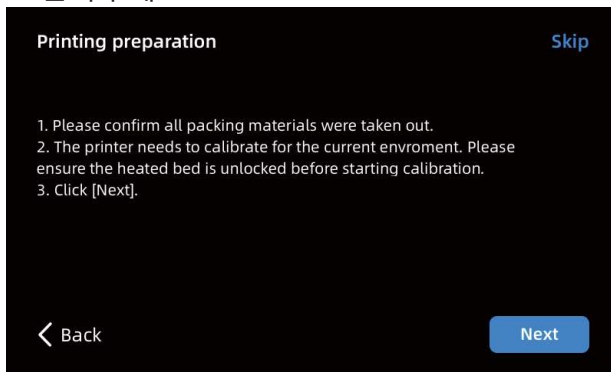 Printing preparation
Skip
1. Please confirm all packing materials were taken out.
2. The printer needs to calibrate for the current enviroment. Please
ensure the heated bed is unlocked before starting calibration.
3. Click [Next].
Back
Next